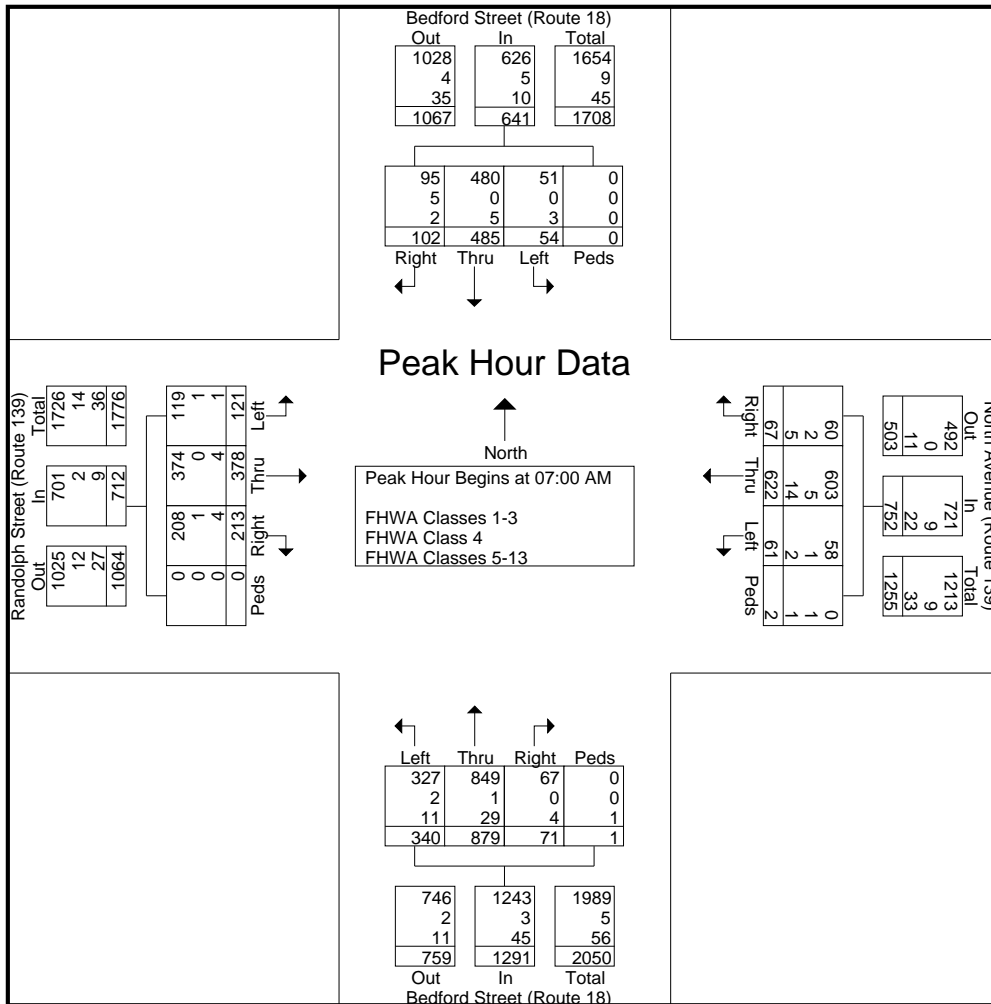 Bedford Street (Route 18)
Out In Total
1028 626 1654
4 5 9
35 10 45
1067 641 1708
95 480 51 0
5 0 0 0
2 5 3 0
102 485 54 0
Right Thru Left Peds
Peak Hour Data
North
Peak Hour Begins at 07:00 AM
FHWA Classes 1-3
FHWA Class 4
FHWA Classes 5-13
Randolph Street (Route 139)
Out In Total
1025 701 1726
12 2 14
27 9 36
1064 712 1776
0 208 374 119
0 1 0 1
0 4 4 1
0 213 378 121
Peds Right Thru Left
North Avenue (Route 139)
Out In Total
492 721 1213
0 9 9
11 22 33
503 752 1255
60 603 58 0
2 5 1 1
5 14 2 1
67 622 61 2
Right Thru Left Peds
Left Thru Right Peds
327 849 67 0
2 1 0 0
11 29 4 1
340 879 71 1
746 1243 1989
2 3 5
11 45 56
759 1291 2050
Out In Total
Bedford Street (Route 18)